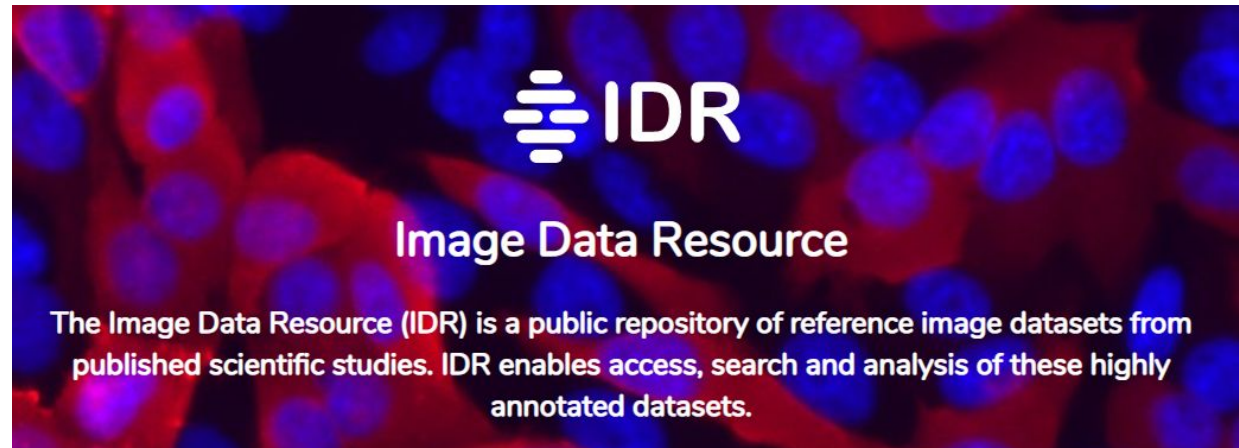 IDR
Image Data Resource
The Image Data Resource (IDR) is a public repository of reference image datasets from
published scientific studies. IDR enables access, search and analysis of these highly
annotated datasets.